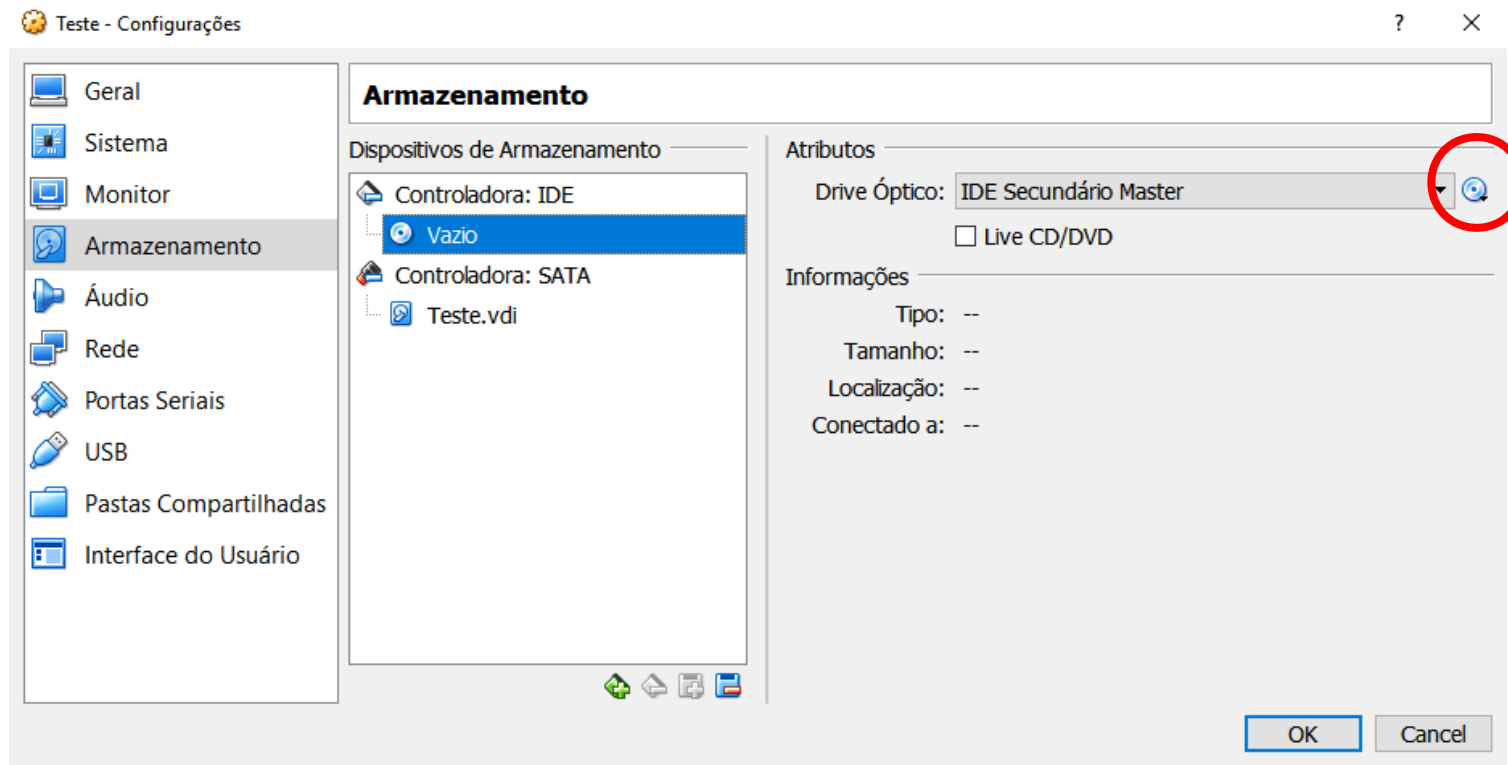 Teste - Configurações
?
Geral
Sistema
Monitor
Armazenamento
Áudio
Rede
Portas Seriais
USB
Pastas Compartilhadas
Interface do Usuário
Armazenamento
Dispositivos de Armazenamento
Controladora: IDE
Vazio
Controladora: SATA
Teste.vdi
Atributos
Drive Óptico: IDE Secundário Master
Live CD/DVD
Informações
Tipo: --
Tamanho: --
Localização: --
Conectado a: --
OK
Cancel